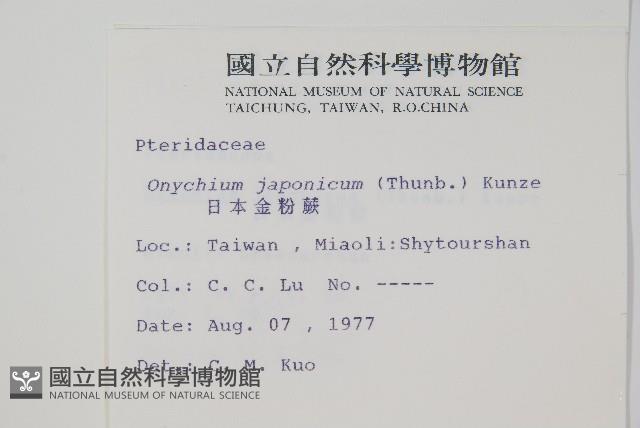 國立自然科學博物館
NATIONAL MUSEUM OF NATURAL SCIENCE
TAICHUNG, TAIWAN, R.O.CHINA
Pteridaceae
Onychium japonicum (Thunb.) Kunze
日本金粉蕨
Loc.: Taiwan , Miaoli:Shytourshan
Col.: C. C. Lu No. -----
Date: Aug. 07 , 1977
Det.: C. M. Kuo
國立自然科學博物館
NATIONAL MUSEUM OF NATURAL SCIENCE